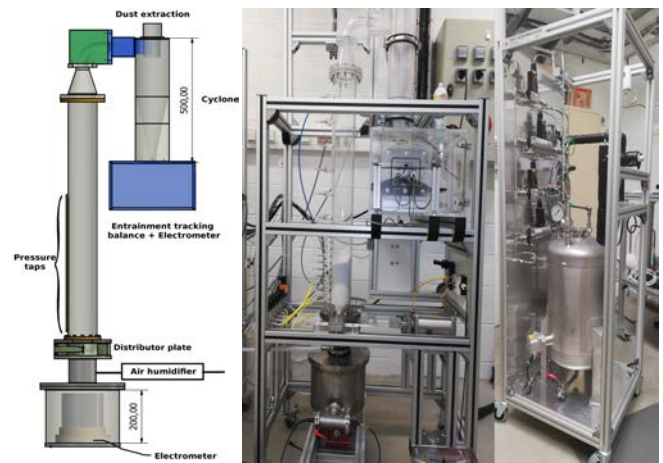 Dust extraction
500,00
Cyclone
Entrainment tracking
balance + Electrometer
Pressure
taps
Distributor plate
Air humidifier
200,00
Electrometer